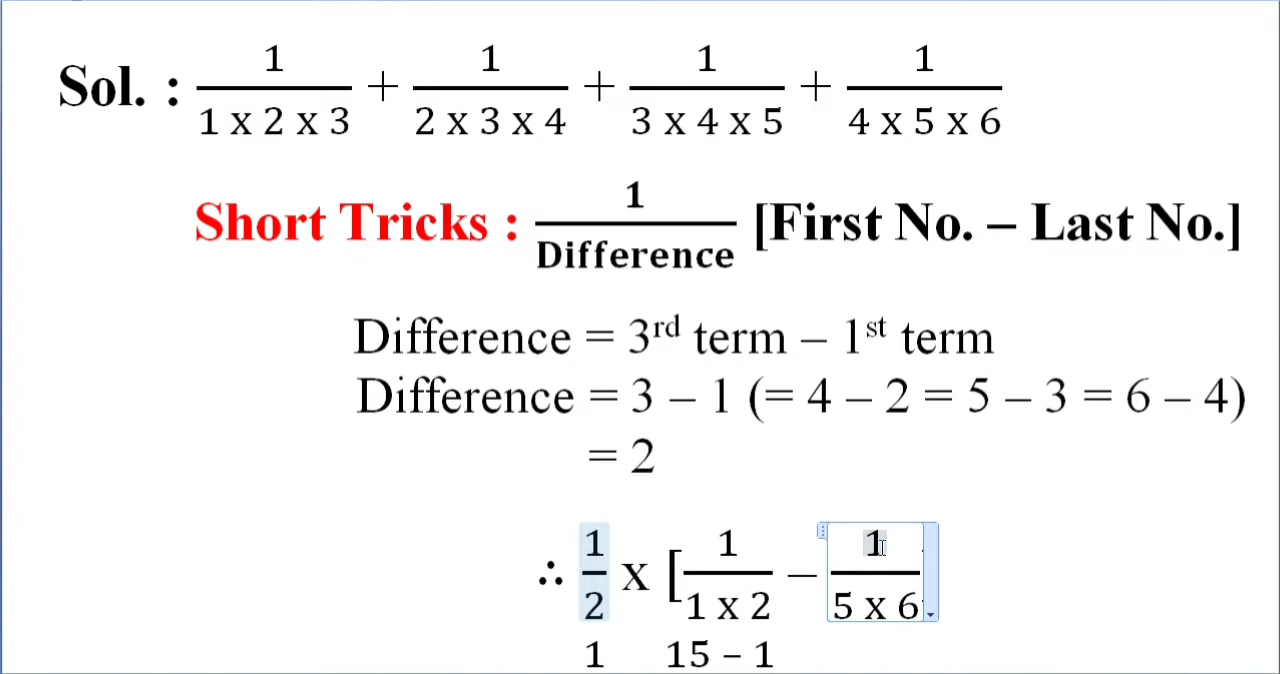 Sol. : 1/(1 x 2 x 3) + 1/(2 x 3 x 4) + 1/(3 x 4 x 5) + 1/(4 x 5 x 6)
Short Tricks : 1/Difference [First No. – Last No.]
Difference = 3rd term – 1st term
Difference = 3 – 1 (= 4 – 2 = 5 – 3 = 6 – 4)
= 2
∴ 1/2 x [1/(1 x 2) – 1/(5 x 6)
1 15 – 1